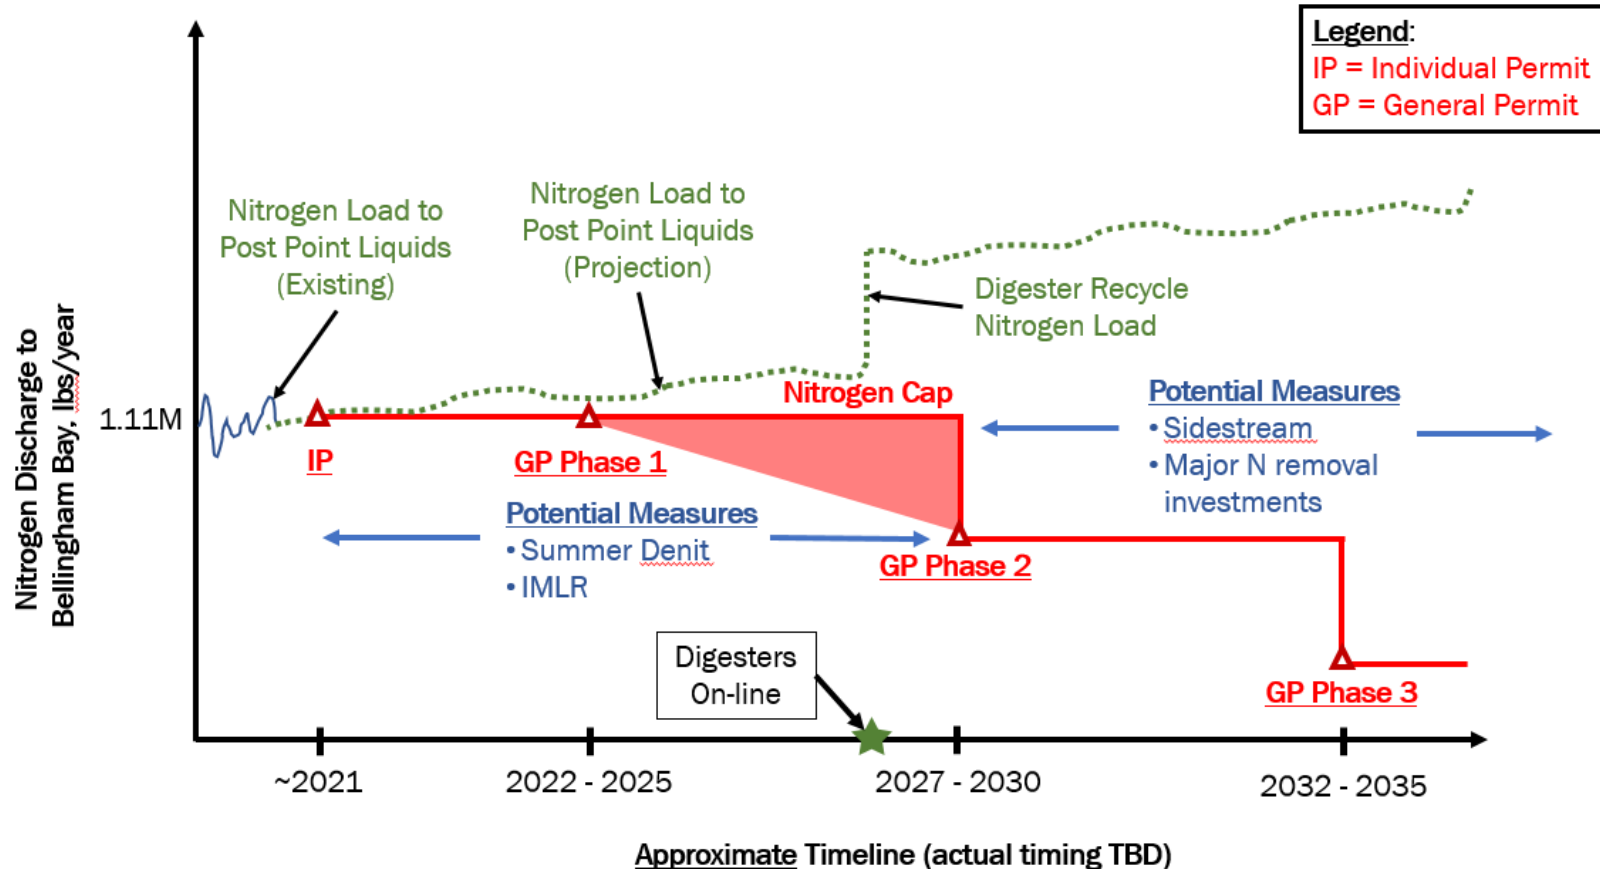 Legend:
IP = Individual Permit
GP = General Permit
Nitrogen Load to
Post Point Liquids
(Existing)
Nitrogen Load to
Post Point Liquids
(Projection)
Digester Recycle
Nitrogen Load
Nitrogen Discharge to
Bellingham Bay, lbs/year
1.11M
Nitrogen Cap
IP
GP Phase 1
Potential Measures
• Sidestream
• Major N removal
investments
Potential Measures
• Summer Denit
• IMLR
GP Phase 2
Digesters
On-line
GP Phase 3
~2021
2022 - 2025
2027 - 2030
2032 - 2035
Approximate Timeline (actual timing TBD)